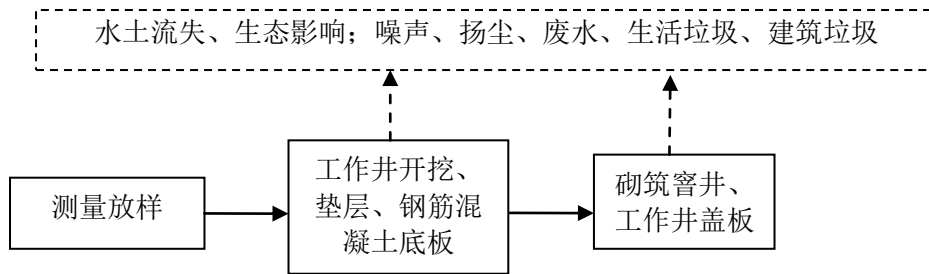 水土流失、生态影响；噪声、扬尘、废水、生活垃圾、建筑垃圾
测量放样
工作井开挖、
垫层、钢筋混
凝土底板
砌筑窨井、
工作井盖板